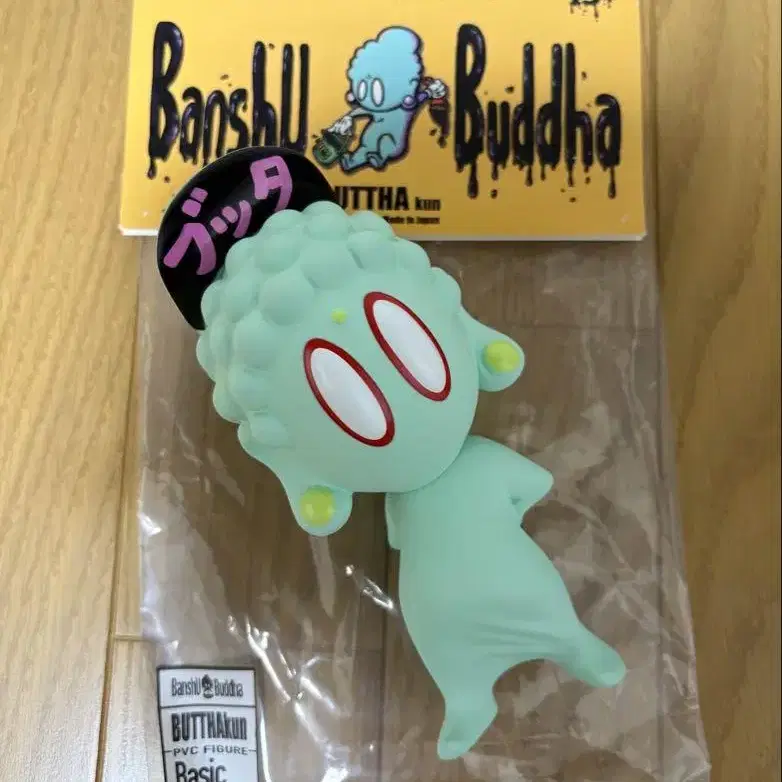 Banshu Buddha
BUTTHA kun
Made In Japan
ブッタ
Banshu Buddha
BUTTHAkun
PVC FIGURE
Basic